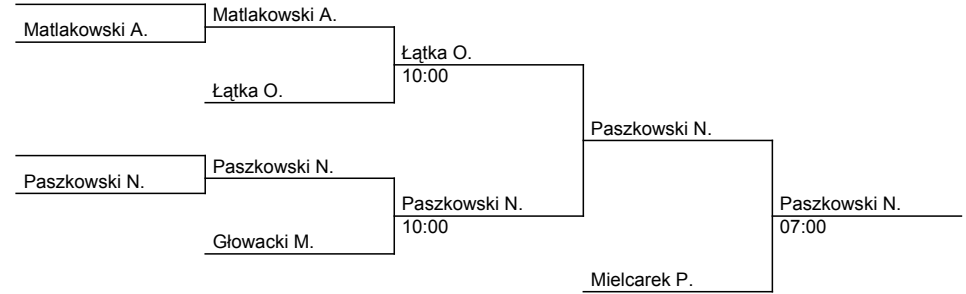 Matlakowski A.
Matlakowski A.
Łątka O.
10:00
Łątka O.
Paszkowski N.
Paszkowski N.
Paszkowski N.
Paszkowski N.
10:00
Paszkowski N.
07:00
Głowacki M.
Mielcarek P.